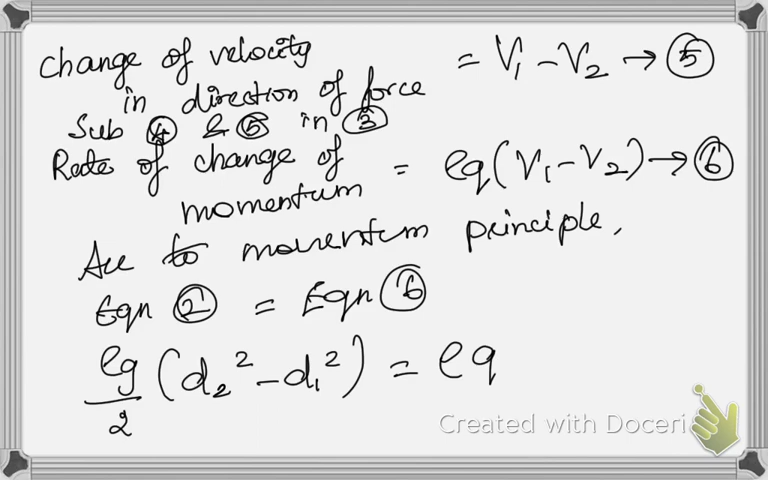 change of velocity = V₁ - V₂ → ⑤
in direction of force
Sub ④ & ⑤ in ③
Rate of change of = ρq(V₁ - V₂) → ⑥
momentum
Acc to momentum principle,
Eqn ② = Eqn ⑥
ρg/2 (d₂² - d₁²) = ρq
Created with Doceri